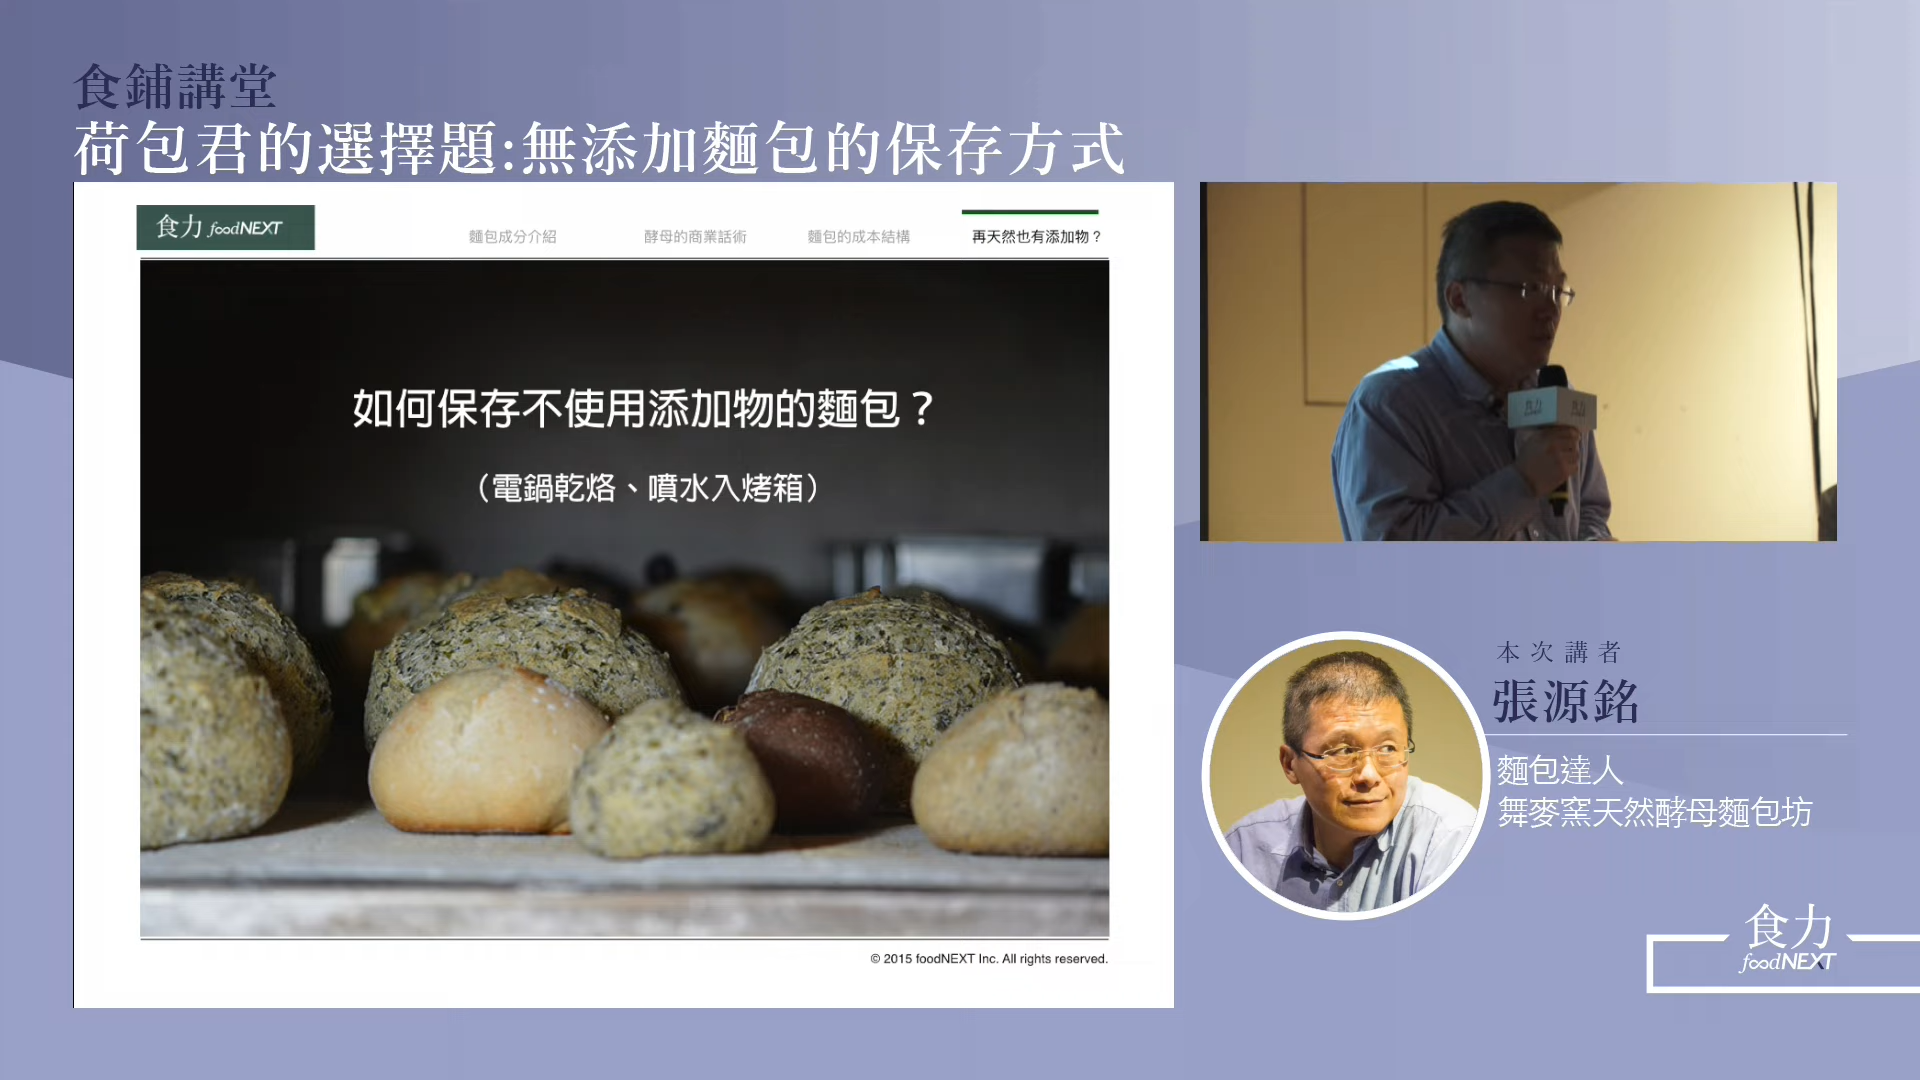 食鋪講堂
荷包君的選擇題:無添加麵包的保存方式
食力 foodNEXT
麵包成分介紹
酵母的商業話術
麵包的成本結構
再天然也有添加物？
如何保存不使用添加物的麵包？
（電鍋乾烙、噴水入烤箱）
© 2015 foodNEXT Inc. All rights reserved.
食力
食力
本次講者
張源銘
麵包達人
舞麥窯天然酵母麵包坊
食力
foodNEXT